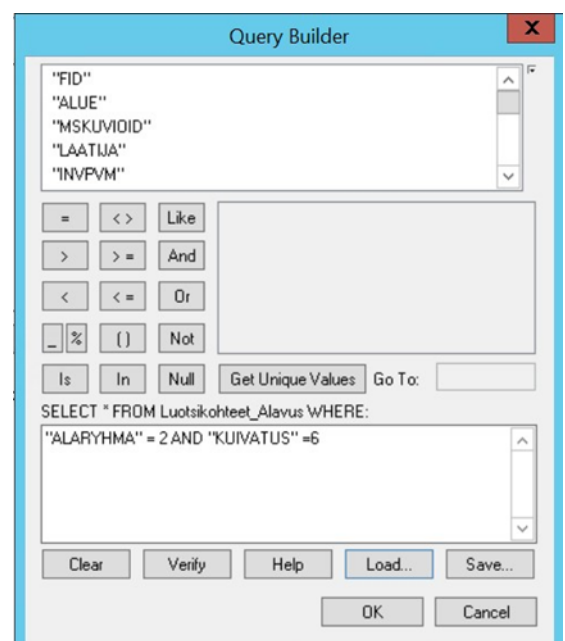 Query Builder
X
"FID"
"ALUE"
"MSKUVIOID"
"LAATIJA"
"INVPVM"
= <> Like
> >= And
< <= Or
_ % () Not
Is In Null Get Unique Values Go To:
SELECT * FROM Luotsikohteet_Alavus WHERE:
"ALARYHMA" = 2 AND "KUIVATUS" =6
Clear Verify Help Load... Save...
OK Cancel